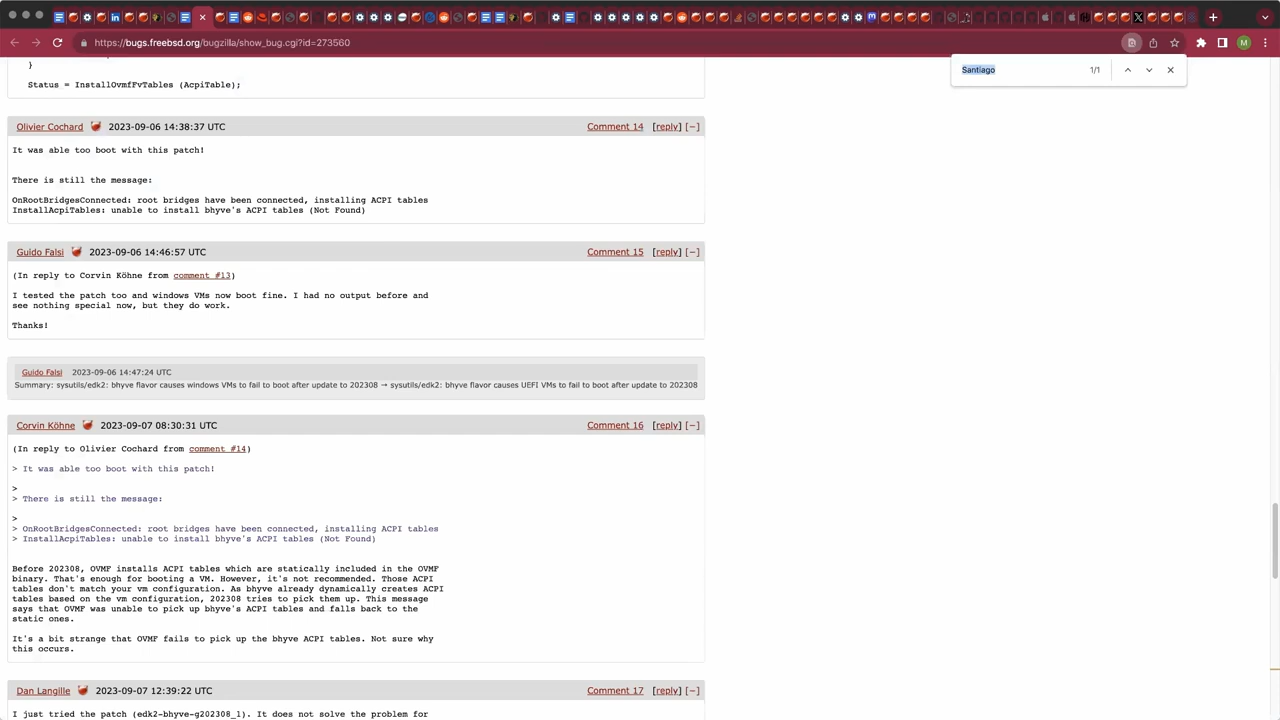 https://bugs.freebsd.org/bugzilla/show_bug.cgi?id=273560
M
Santiago 1/1
}
Status = InstallOvmfFvTables (AcpiTable);
Olivier Cochard 2023-09-06 14:38:37 UTC Comment 14 [reply] [−]
It was able too boot with this patch!
There is still the message:
OnRootBridgesConnected: root bridges have been connected, installing ACPI tables
InstallAcpiTables: unable to install bhyve's ACPI tables (Not Found)
Guido Falsi 2023-09-06 14:46:57 UTC Comment 15 [reply] [−]
(In reply to Corvin Köhne from comment #13)
I tested the patch too and windows VMs now boot fine. I had no output before and
see nothing special now, but they do work.
Thanks!
Guido Falsi 2023-09-06 14:47:24 UTC
Summary: sysutils/edk2: bhyve flavor causes windows VMs to fail to boot after update to 202308 → sysutils/edk2: bhyve flavor causes UEFI VMs to fail to boot after update to 202308
Corvin Köhne 2023-09-07 08:30:31 UTC Comment 16 [reply] [−]
(In reply to Olivier Cochard from comment #14)
> It was able too boot with this patch!
>
> There is still the message:
>
> OnRootBridgesConnected: root bridges have been connected, installing ACPI tables
> InstallAcpiTables: unable to install bhyve's ACPI tables (Not Found)
Before 202308, OVMF installs ACPI tables which are statically included in the OVMF
binary. That's enough for booting a VM. However, it's not recommended. Those ACPI
tables don't match your vm configuration. As bhyve already dynamically creates ACPI
tables based on the vm configuration, 202308 tries to pick them up. This message
says that OVMF was unable to pick up bhyve's ACPI tables and falls back to the
static ones.
It's a bit strange that OVMF fails to pick up the bhyve ACPI tables. Not sure why
this occurs.
Dan Langille 2023-09-07 12:39:22 UTC Comment 17 [reply] [−]
I just tried the patch (edk2-bhyve-g202308_1). It does not solve the problem for